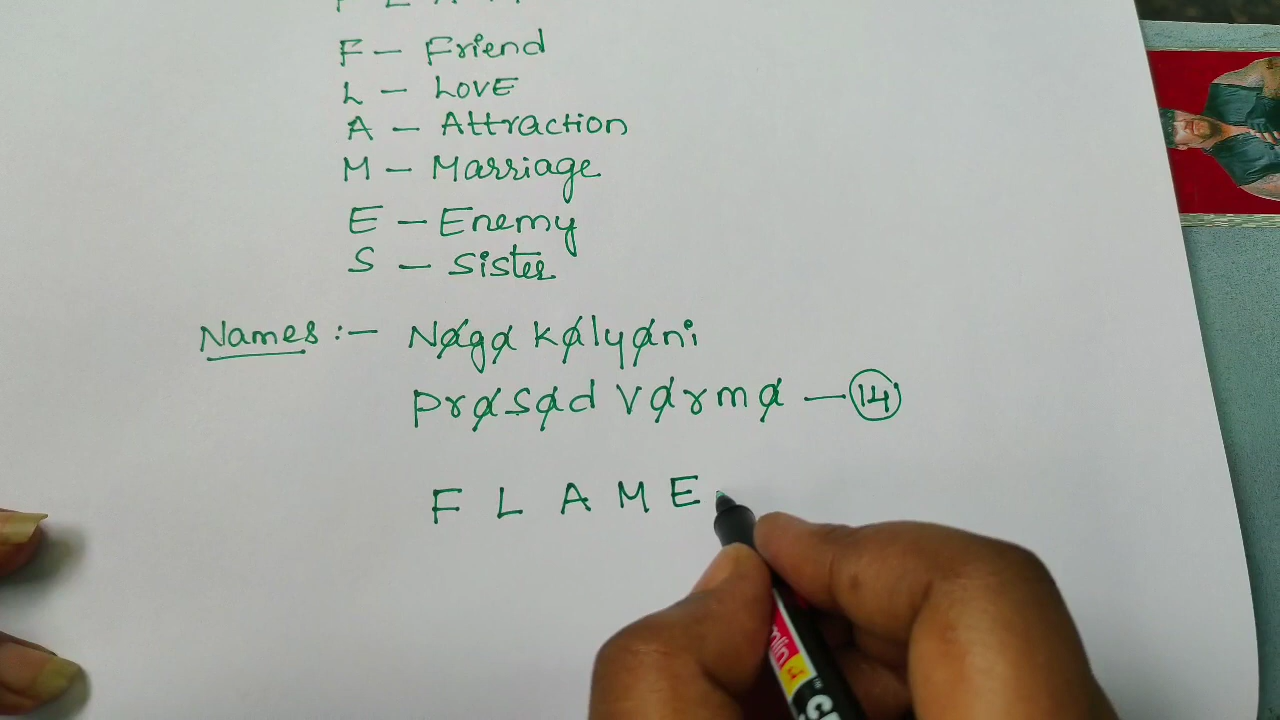 F - Friend
L - LOVE
A - Attraction
M - Marriage
E - Enemy
S - Sister
Names :- Naga kalyani
prasad varma - 14
F L A M E